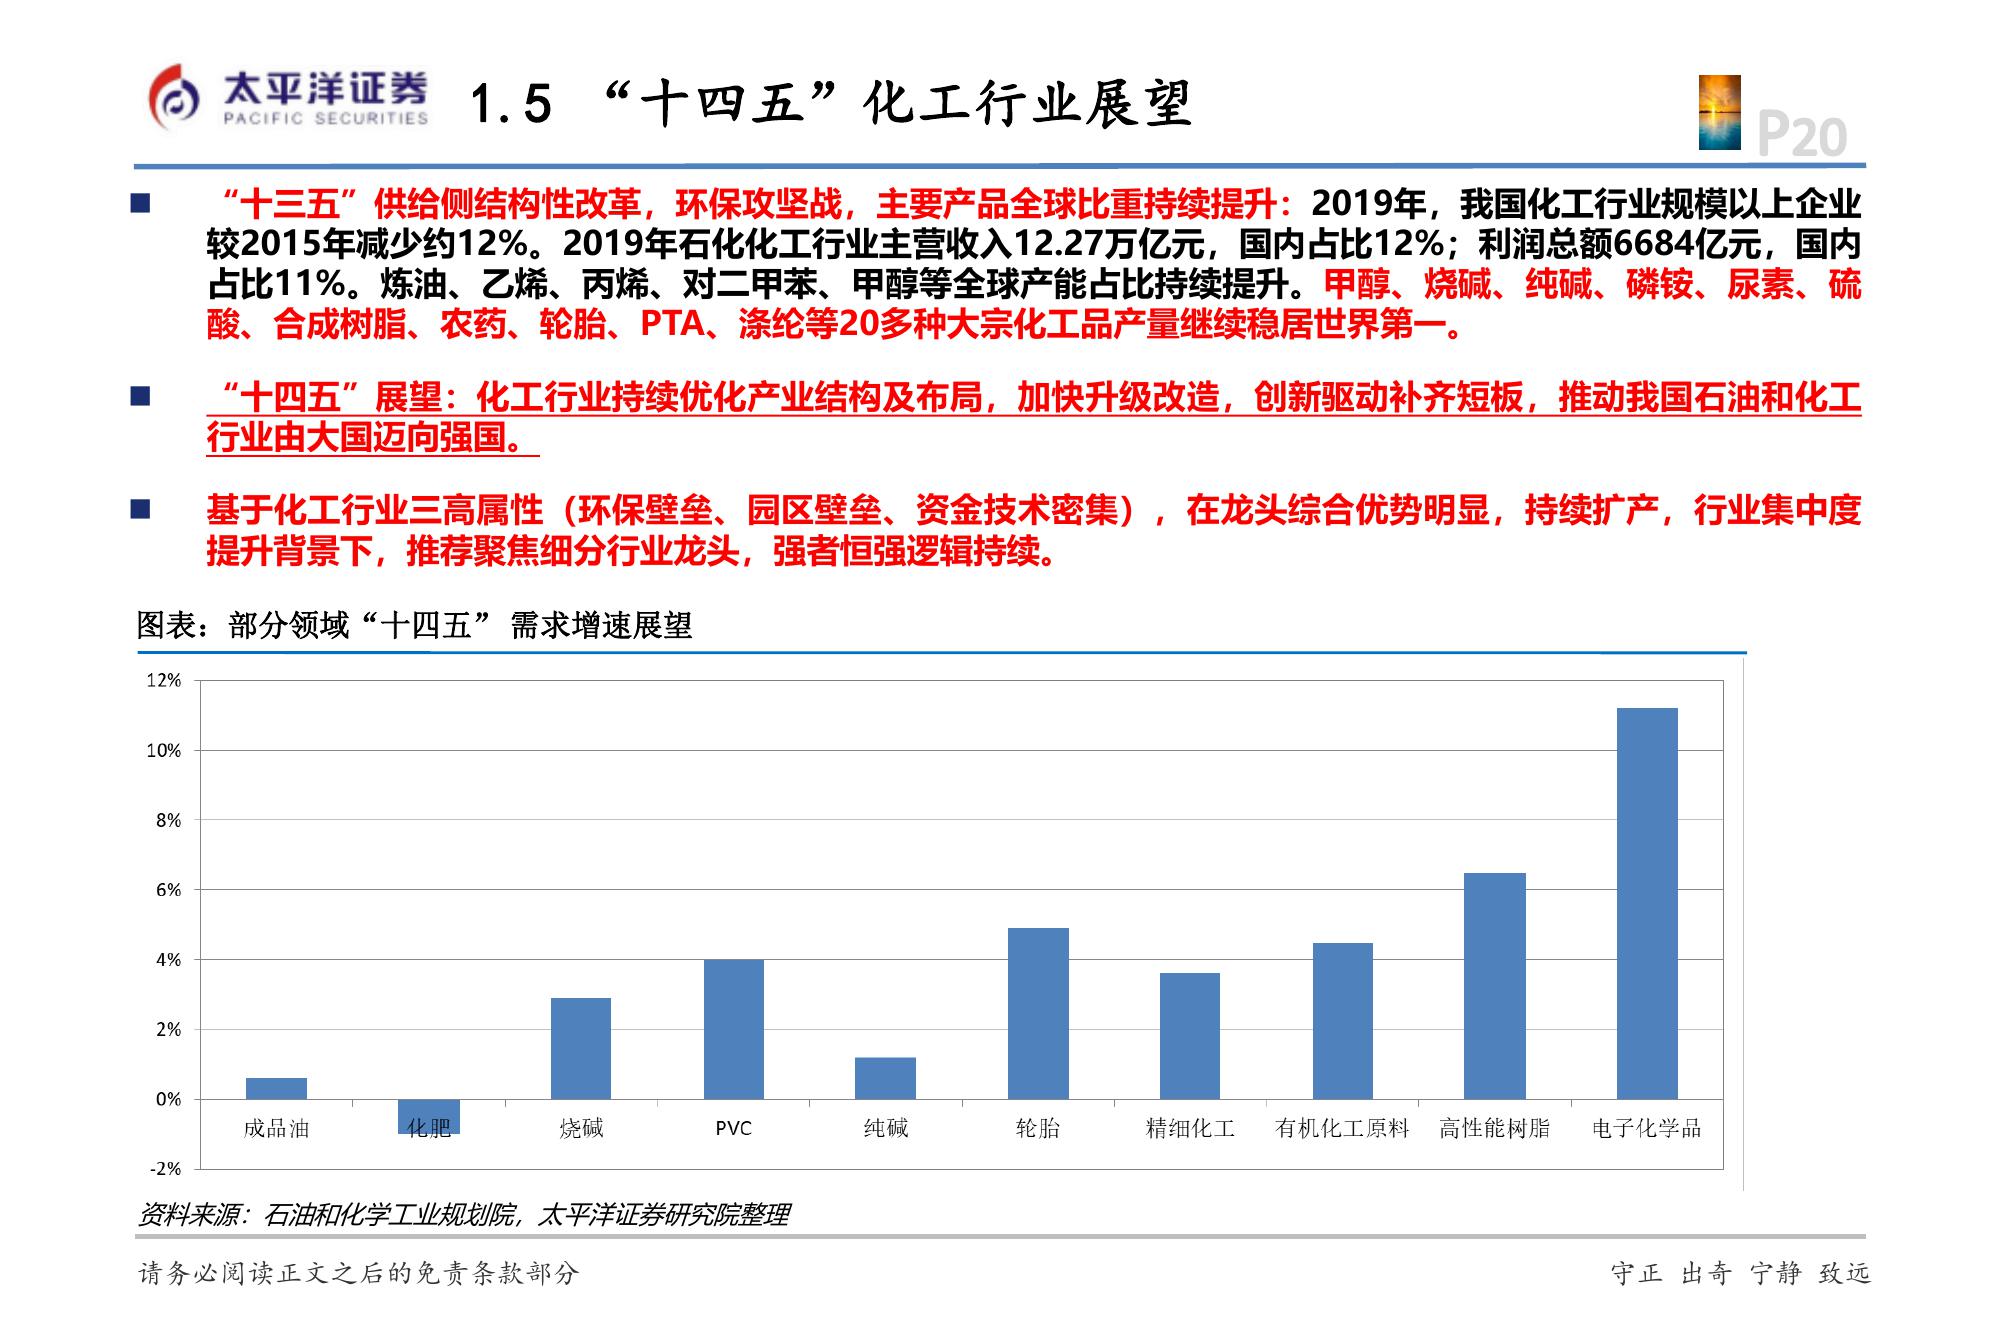 太平洋证券
PACIFIC SECURITIES
1.5 “十四五”化工行业展望
P20
“十三五”供给侧结构性改革，环保攻坚战，主要产品全球比重持续提升：2019年，我国化工行业规模以上企业
较2015年减少约12%。2019年石化化工行业主营收入12.27万亿元，国内占比12%；利润总额6684亿元，国内
占比11%。炼油、乙烯、丙烯、对二甲苯、甲醇等全球产能占比持续提升。甲醇、烧碱、纯碱、磷铵、尿素、硫
酸、合成树脂、农药、轮胎、PTA、涤纶等20多种大宗化工品产量继续稳居世界第一。
“十四五”展望：化工行业持续优化产业结构及布局，加快升级改造，创新驱动补齐短板，推动我国石油和化工
行业由大国迈向强国。
基于化工行业三高属性（环保壁垒、园区壁垒、资金技术密集），在龙头综合优势明显，持续扩产，行业集中度
提升背景下，推荐聚焦细分行业龙头，强者恒强逻辑持续。
图表：部分领域“十四五” 需求增速展望
12%
10%
8%
6%
4%
2%
0%
-2%
成品油 化肥 烧碱 PVC 纯碱 轮胎 精细化工 有机化工原料 高性能树脂 电子化学品
资料来源：石油和化学工业规划院，太平洋证券研究院整理
请务必阅读正文之后的免责条款部分
守正 出奇 宁静 致远